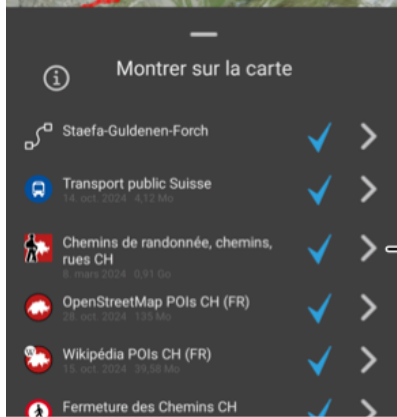 Montrer sur la carte
Staefa-Guldenen-Forch
Transport public Suisse
14. oct. 2024 4,12 Mo
Chemins de randonnée, chemins,
rues CH
8. mars 2024 0,91 Go
OpenStreetMap POIs CH (FR)
28. oct. 2024 135 Mo
Wikipédia POIs CH (FR)
15. oct. 2024 39,58 Mo
Fermeture des Chemins CH